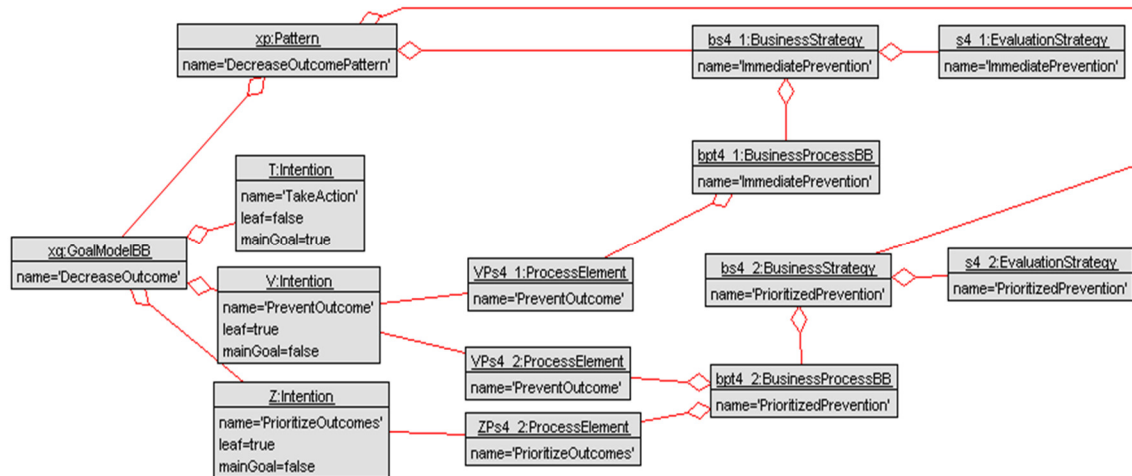 xp:Pattern
name='DecreaseOutcomePattern'
bs4_1:BusinessStrategy
name='ImmediatePrevention'
s4_1:EvaluationStrategy
name='ImmediatePrevention'
bpt4_1:BusinessProcessBB
name='ImmediatePrevention'
T:Intention
name='TakeAction'
leaf=false
mainGoal=true
xg:GoalModelBB
name='DecreaseOutcome'
V:Intention
name='PreventOutcome'
leaf=true
mainGoal=false
VPs4_1:ProcessElement
name='PreventOutcome'
bs4_2:BusinessStrategy
name='PrioritizedPrevention'
s4_2:EvaluationStrategy
name='PrioritizedPrevention'
VPs4_2:ProcessElement
name='PreventOutcome'
bpt4_2:BusinessProcessBB
name='PrioritizedPrevention'
Z:Intention
name='PrioritizeOutcomes'
leaf=true
mainGoal=false
ZPs4_2:ProcessElement
name='PrioritizeOutcomes'